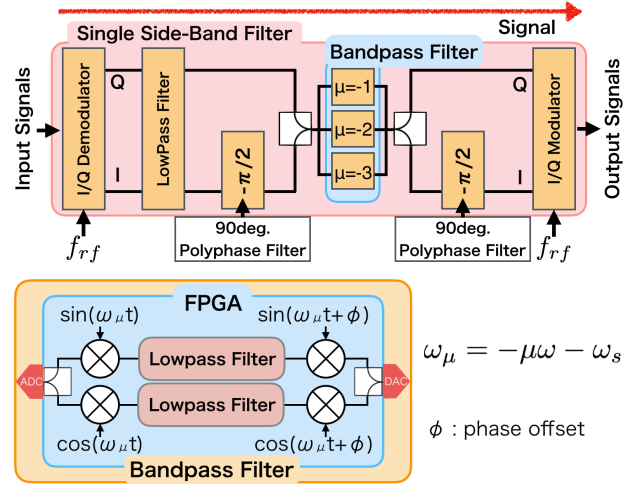 Signal
Single Side-Band Filter
Bandpass Filter
Input Signals
I/Q Demodulator
Q
I
LowPass Filter
-π/2
μ=-1
μ=-2
μ=-3
-π/2
Q
I
I/Q Modulator
Output Signals
f_rf
90deg.
Polyphase Filter
90deg.
Polyphase Filter
f_rf
FPGA
sin(ω_μt)
sin(ω_μt+φ)
Lowpass Filter
ADC
DAC
Lowpass Filter
cos(ω_μt)
cos(ω_μt+φ)
Bandpass Filter
ω_μ = −μω − ω_s
φ : phase offset